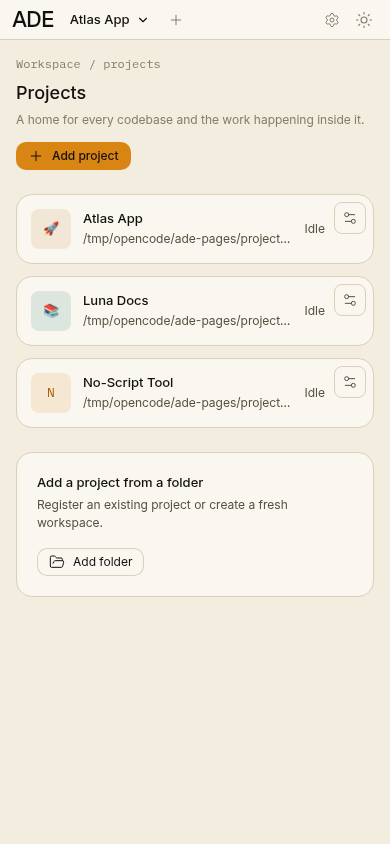 ADE Atlas App
Workspace / projects
Projects
A home for every codebase and the work happening inside it.
Add project
Atlas App
/tmp/opencode/ade-pages/project...
Idle
Luna Docs
/tmp/opencode/ade-pages/project...
Idle
N
No-Script Tool
/tmp/opencode/ade-pages/project...
Idle
Add a project from a folder
Register an existing project or create a fresh
workspace.
Add folder